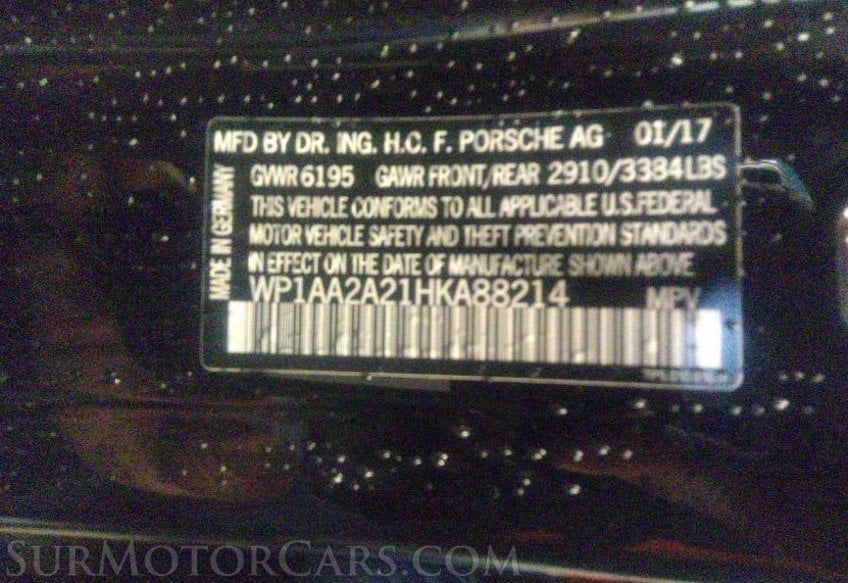 MFD BY DR. ING. H.C. F. PORSCHE AG 01/17
GVWR 6195 GAWR FRONT/REAR 2910/3384LBS
THIS VEHICLE CONFORMS TO ALL APPLICABLE U.S.FEDERAL
MOTOR VEHICLE SAFETY AND THEFT PREVENTION STANDARDS
IN EFFECT ON THE DATE OF MANUFACTURE SHOWN ABOVE
WP1AA2A21HKA88214 MPV
MADE IN GERMANY
SURMOTORCARS.COM